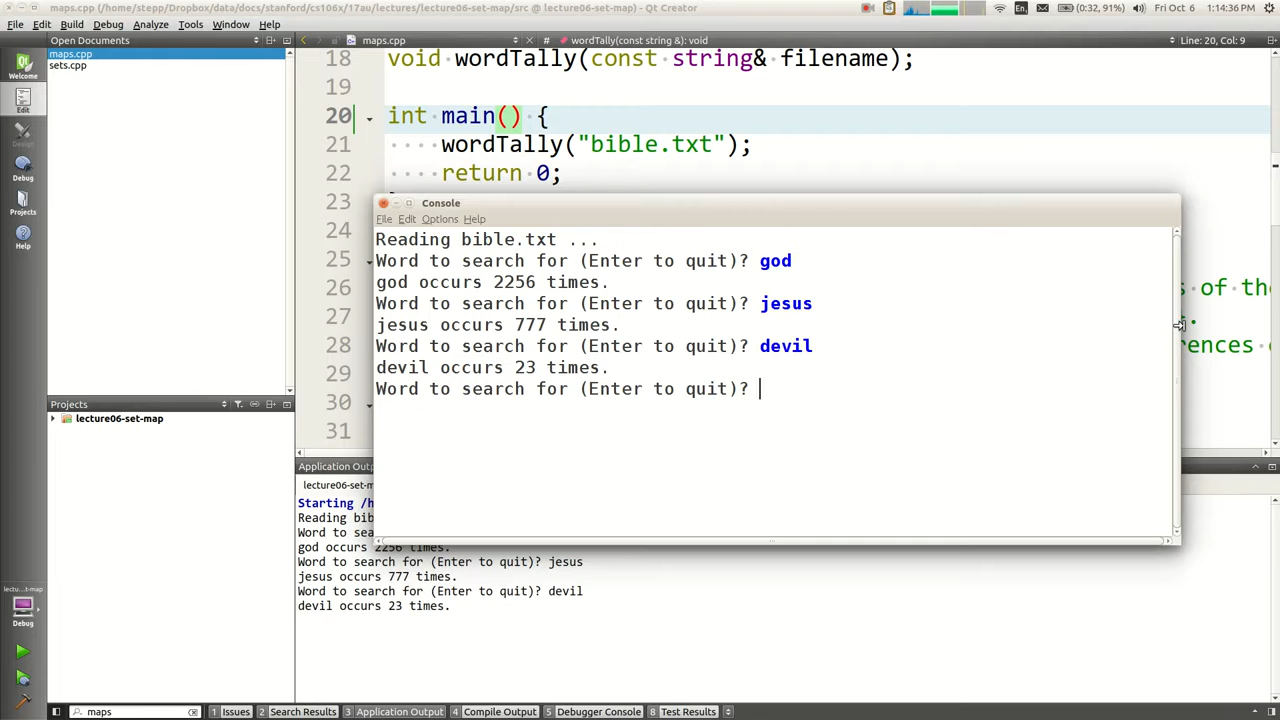 maps.cpp (/home/stepp/Dropbox/data/docs/stanford/cs106x/17au/lectures/lecture06-set-map/src @ lecture06-set-map) - Qt Creator
En
(0:32, 91%)
Fri Oct 6
1:14:36 PM
File Edit Build Debug Analyze Tools Window Help
Open Documents
maps.cpp
# wordTally(const string &): void
Line: 20, Col: 9
maps.cpp
sets.cpp
Welcome
Edit
Design
Debug
Projects
Help
18 void wordTally(const string& filename);
19
20 int main() {
21 wordTally("bible.txt");
22 return 0;
23
24
25
26 s of the
27
28 rences
29
30
31
Console
File Edit Options Help
Reading bible.txt ...
Word to search for (Enter to quit)? god
god occurs 2256 times.
Word to search for (Enter to quit)? jesus
jesus occurs 777 times.
Word to search for (Enter to quit)? devil
devil occurs 23 times.
Word to search for (Enter to quit)?
Projects
lecture06-set-map
Application Outp
lecture06-set-m
Starting /h
Reading bib
Word to sea
god occurs 2256 times.
Word to search for (Enter to quit)? jesus
jesus occurs 777 times.
Word to search for (Enter to quit)? devil
devil occurs 23 times.
lectu...t-map
Debug
maps
1 Issues 2 Search Results 3 Application Output 4 Compile Output 5 Debugger Console 8 Test Results